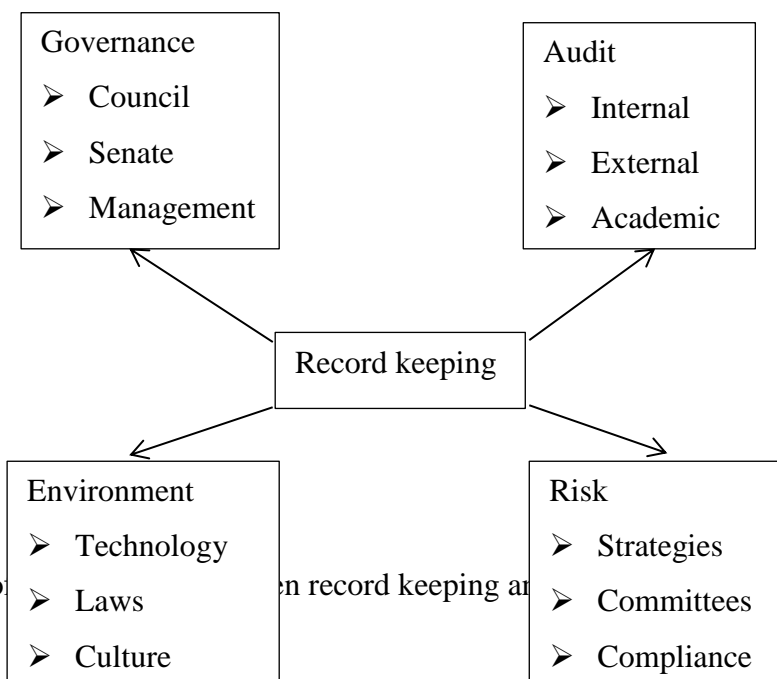 Governance
➢ Council
➢ Senate
➢ Management
Audit
➢ Internal
➢ External
➢ Academic
Record keeping
Environment
➢ Technology
➢ Laws
➢ Culture
Risk
➢ Strategies
➢ Committees
➢ Compliance
record keeping